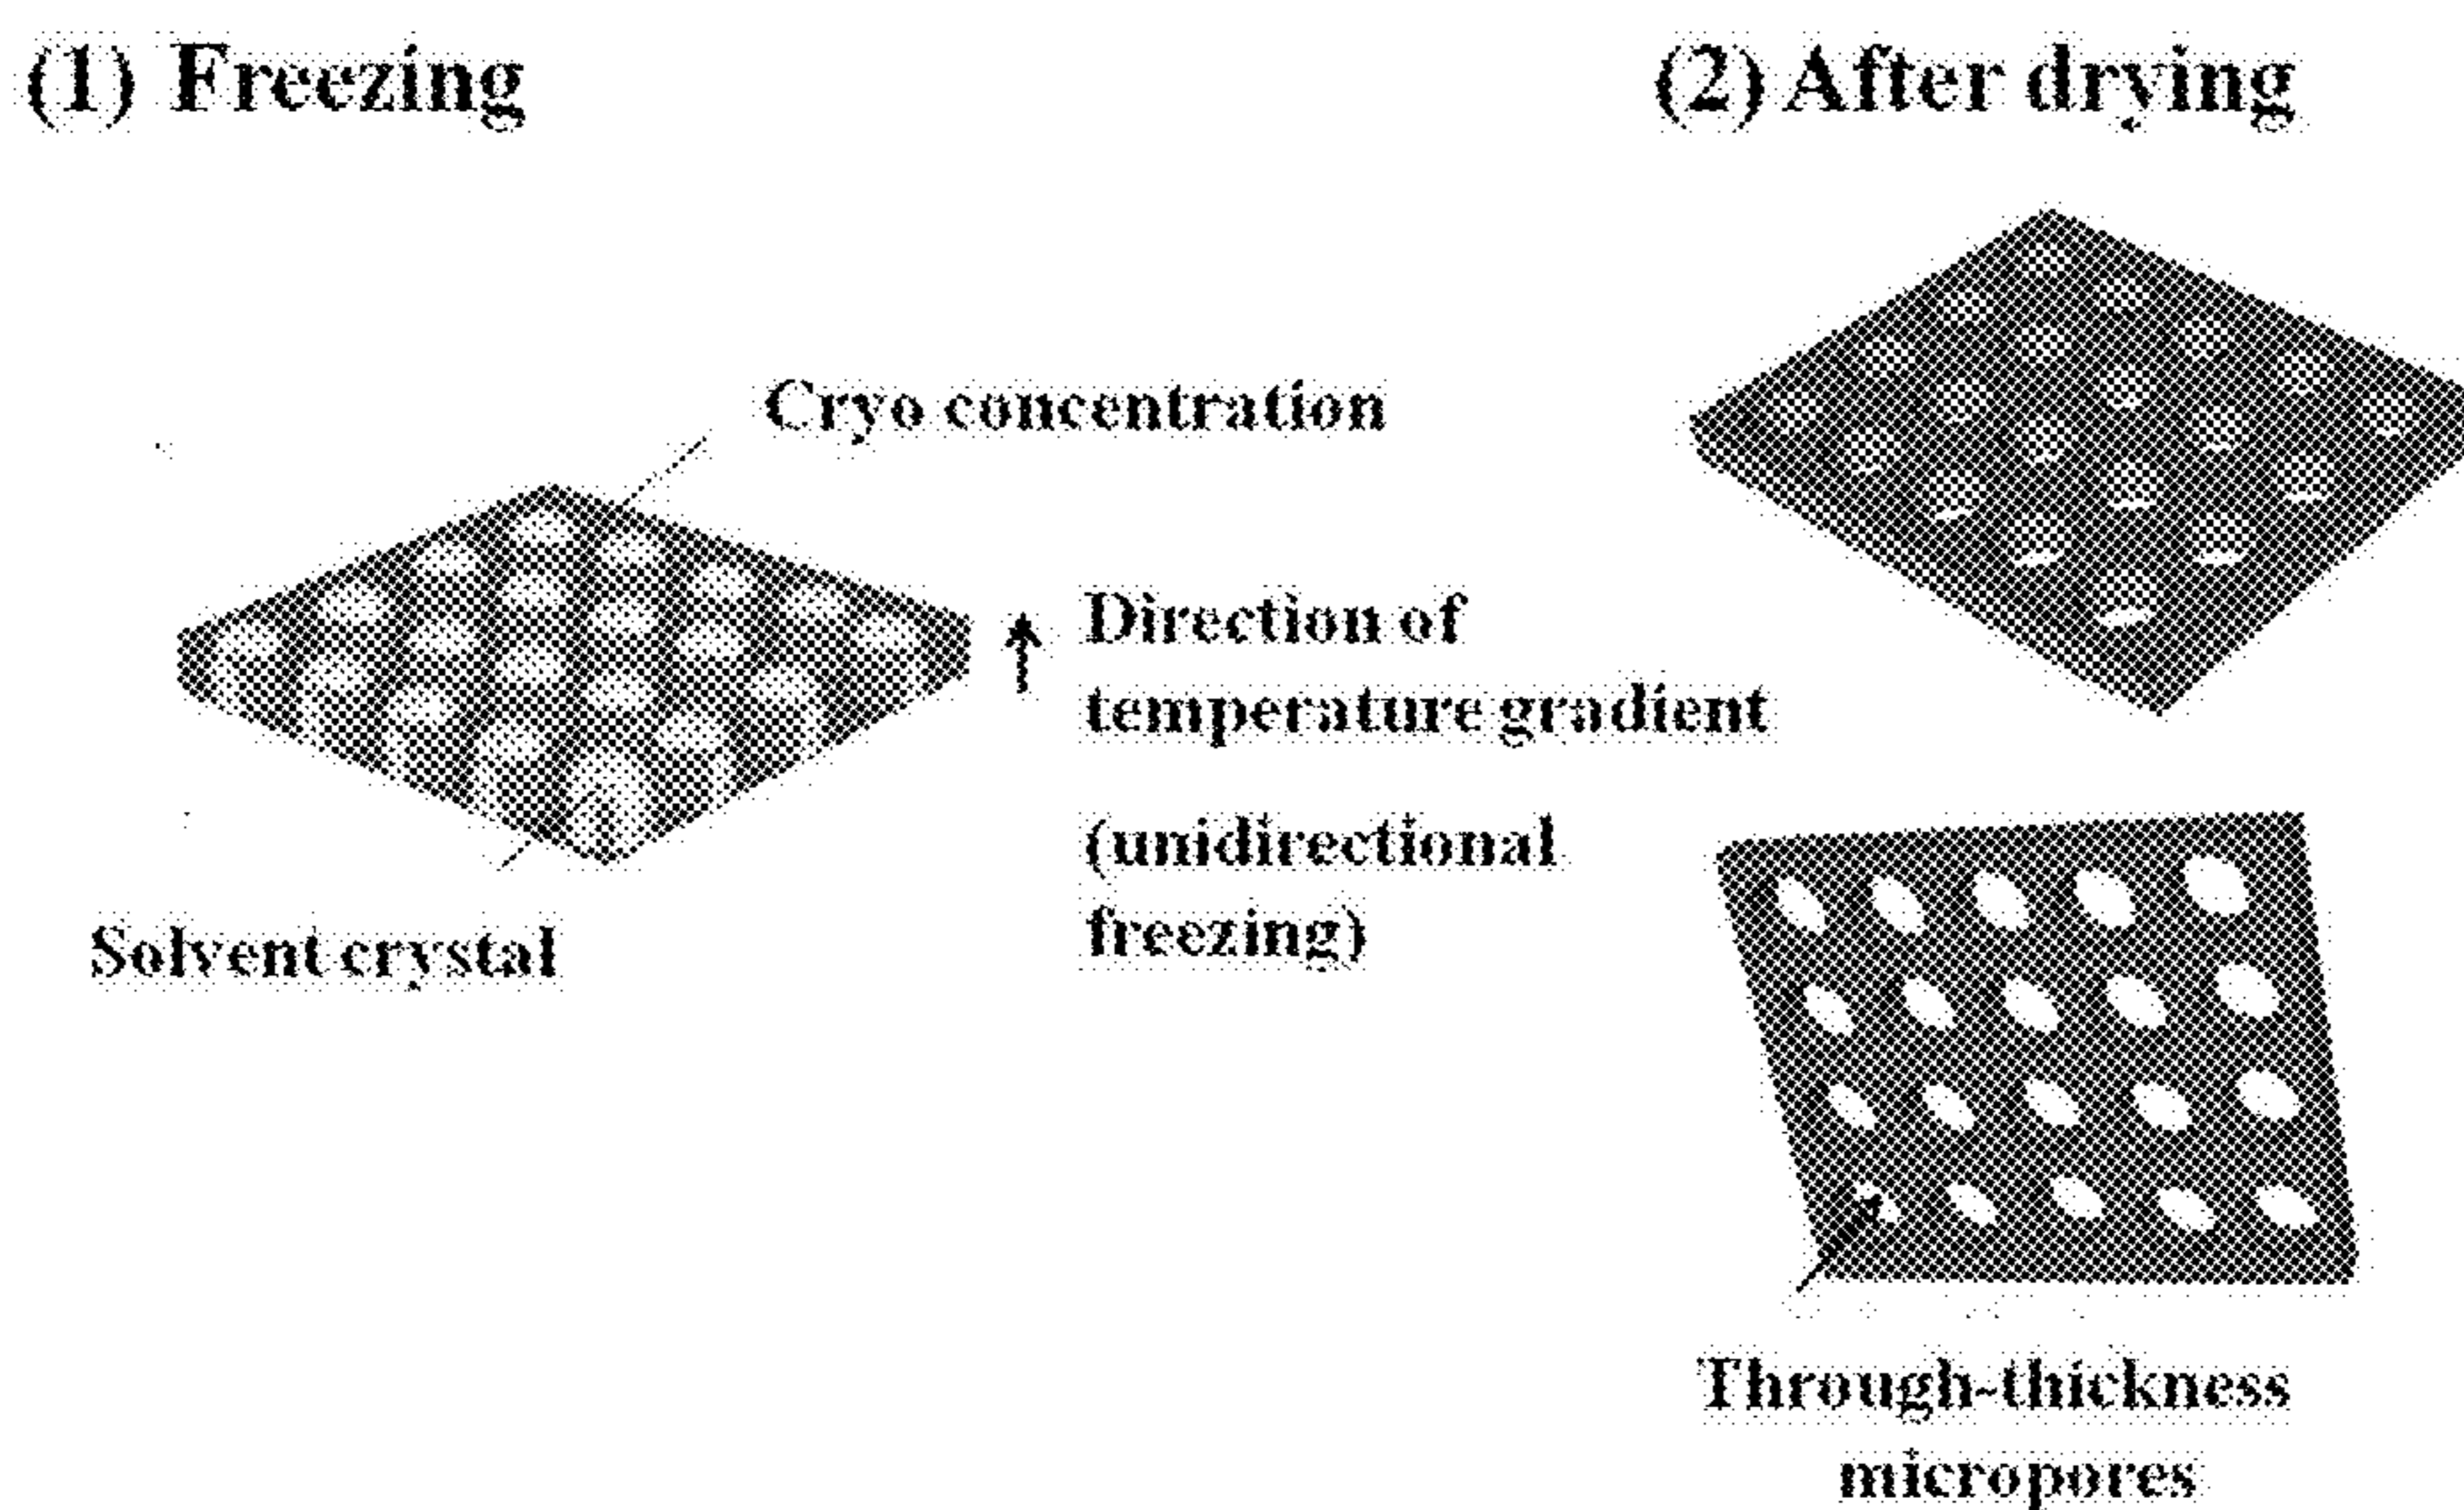 (1) Freezing
(2) After drying
Cryo concentration
Direction of
temperature gradient
(unidirectional
freezing)
Solvent crystal
Through-thickness
micropores